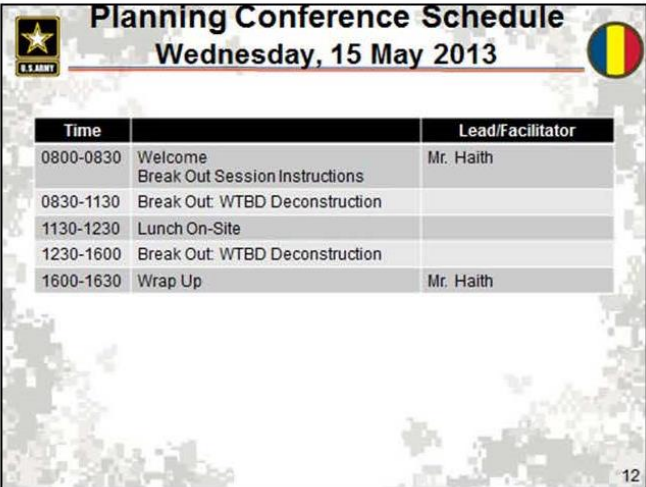 Planning Conference Schedule
Wednesday, 15 May 2013
U.S.ARMY
Time Lead/Facilitator
0800-0830 Welcome Mr. Haith
Break Out Session Instructions
0830-1130 Break Out: WTBD Deconstruction
1130-1230 Lunch On-Site
1230-1600 Break Out: WTBD Deconstruction
1600-1630 Wrap Up Mr. Haith
12